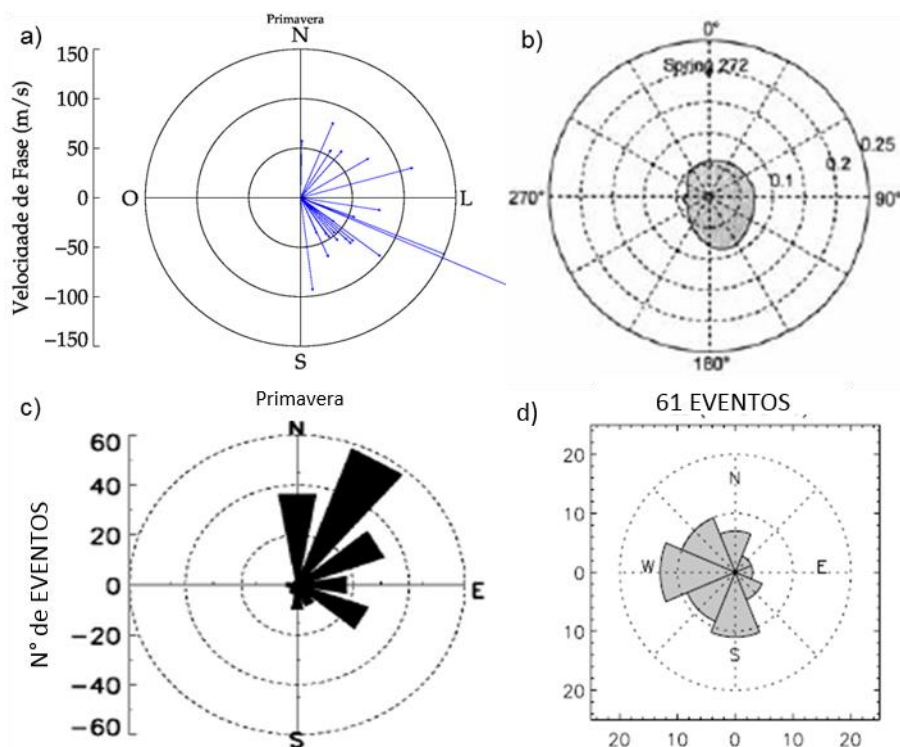 a)
Primavera
N
150
100
50
0
-50
-100
-150
Velocidade de Fase (m/s)
O
L
S
b)
0°
Spring 272
0.25
0.2
0.1
270°
90°
180°
c)
Primavera
N
60
40
20
0
-20
-40
-60
N° de EVENTOS
E
S
d)
61 EVENTOS
20
10
0
10
20
N
W
E
S
20
10
0
10
20